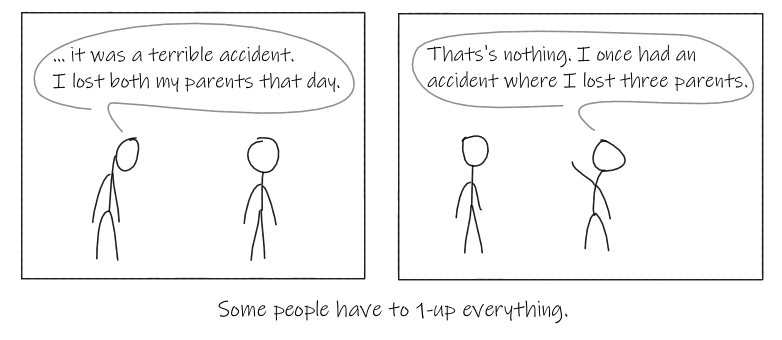 ... it was a terrible accident.
I lost both my parents that day.
Thats's nothing. I once had an
accident where I lost three parents.
Some people have to 1-up everything.